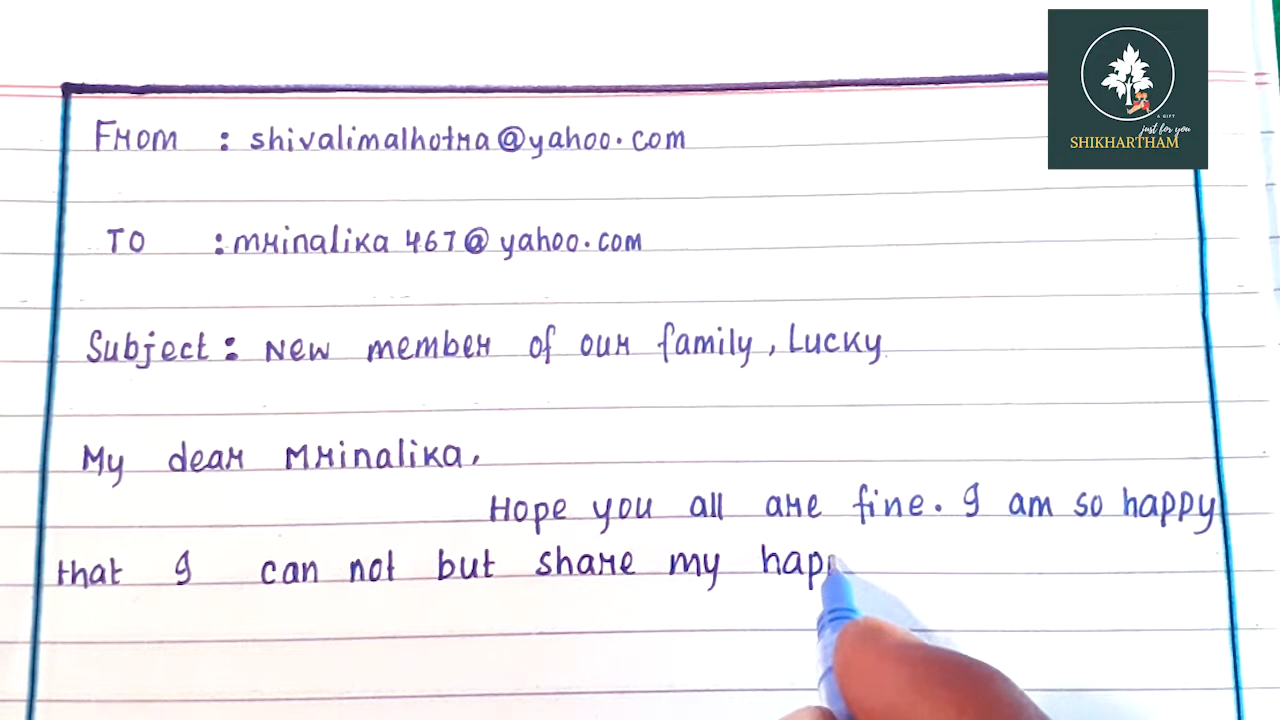 From : shivalimalhotra@yahoo.com
A GIFT
just for you
SHIKHARTHAM
To : mrinalika 467@yahoo.com
Subject : New member of our family, Lucky
My dear Mrinalika,
Hope you all are fine. I am so happy
that I can not but share my